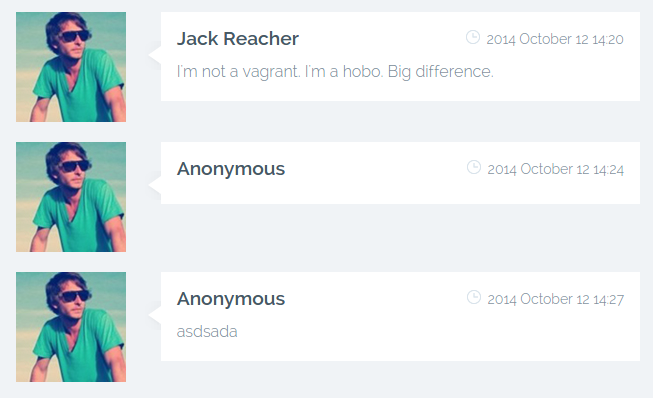 Jack Reacher
2014 October 12 14:20
I'm not a vagrant. I'm a hobo. Big difference.
Anonymous
2014 October 12 14:24
Anonymous
2014 October 12 14:27
asdsada